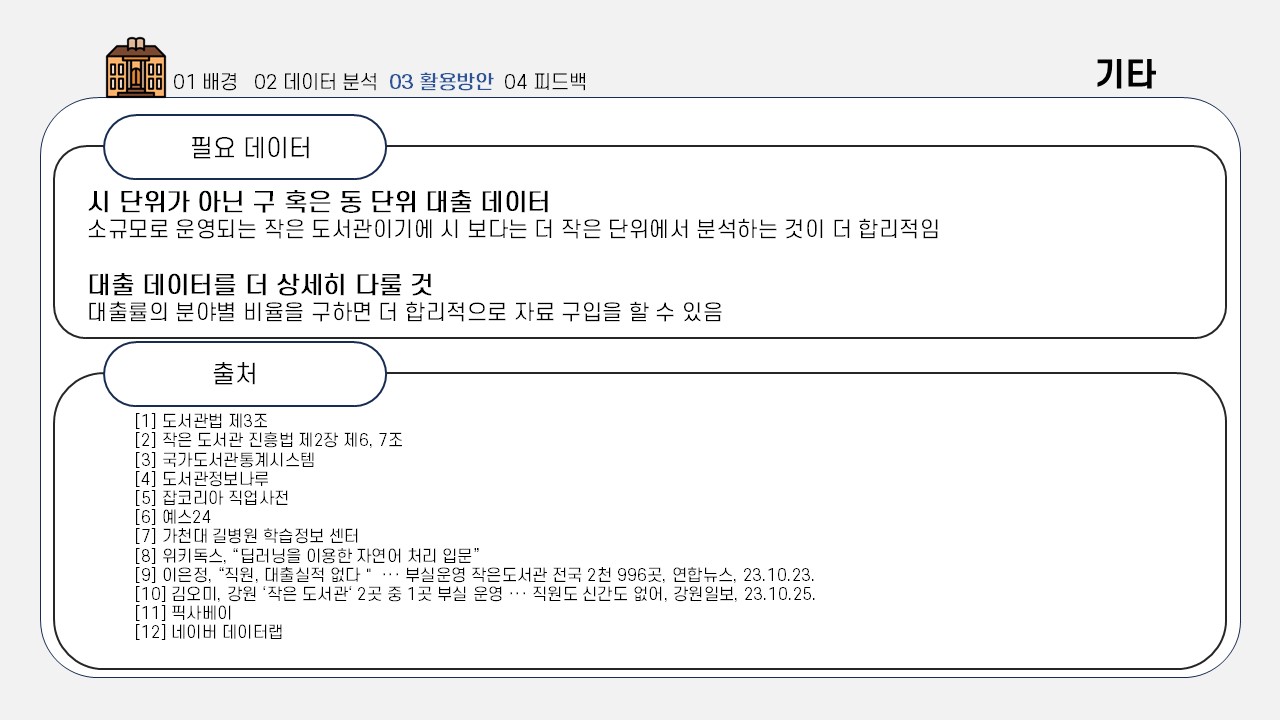 01 배경 02 데이터 분석 03 활용방안 04 피드백
기타
필요 데이터
시 단위가 아닌 구 혹은 동 단위 대출 데이터
소규모로 운영되는 작은 도서관이기에 시 보다는 더 작은 단위에서 분석하는 것이 더 합리적임
대출 데이터를 더 상세히 다룰 것
대출률의 분야별 비율을 구하면 더 합리적으로 자료 구입을 할 수 있음
출처
[1] 도서관법 제3조
[2] 작은 도서관 진흥법 제2장 제6, 7조
[3] 국가도서관통계시스템
[4] 도서관정보나루
[5] 잡코리아 직업사전
[6] 예스24
[7] 가천대 길병원 학습정보 센터
[8] 위키독스, “딥러닝을 이용한 자연어 처리 입문”
[9] 이은정, “직원, 대출실적 없다＂ … 부실운영 작은도서관 전국 2천 996곳, 연합뉴스, 23.10.23.
[10] 김오미, 강원 ‘작은 도서관‘ 2곳 중 1곳 부실 운영 … 직원도 신간도 없어, 강원일보, 23.10.25.
[11] 픽사베이
[12] 네이버 데이터랩